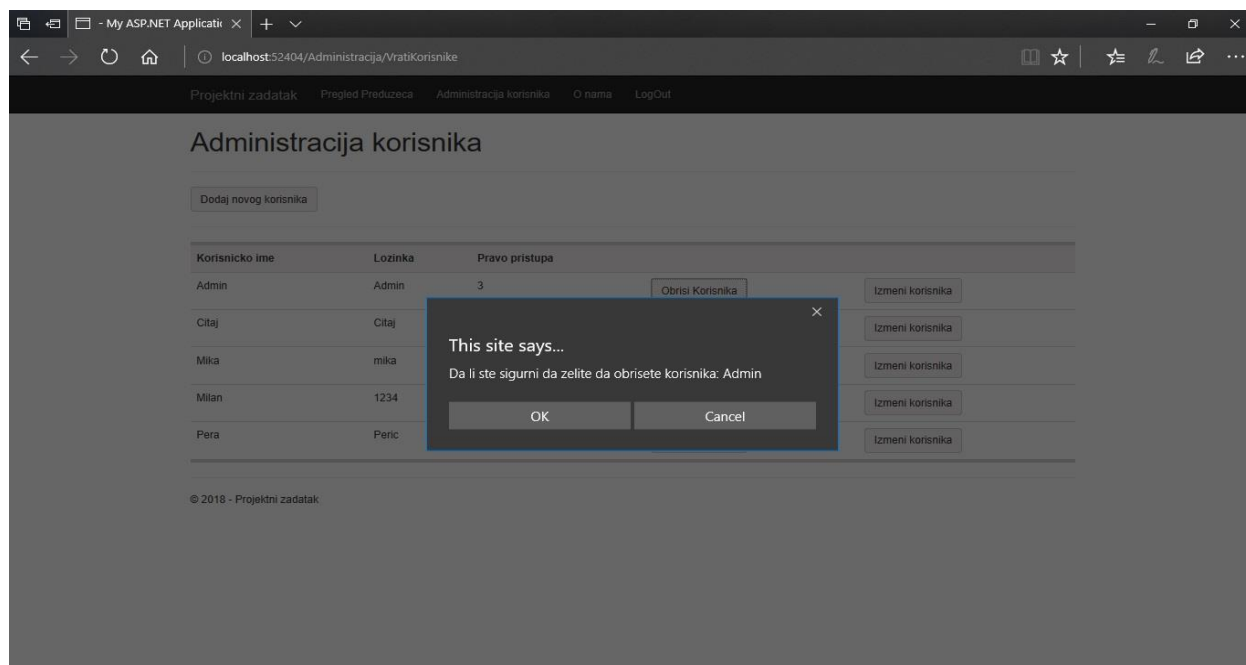 - My ASP.NET Applicatic
localhost:52404/Administracija/VratiKorisnike
Projektni zadatak Pregled Preduzeca Administracija korisnika O nama LogOut
Administracija korisnika
Dodaj novog korisnika
Korisnicko ime Lozinka Pravo pristupa
Admin Admin 3 Obrisi Korisnika Izmeni korisnika
Citaj Citaj Izmeni korisnika
Mika mika Izmeni korisnika
Milan 1234 Izmeni korisnika
Pera Peric Izmeni korisnika
This site says...
Da li ste sigurni da zelite da obrisete korisnika: Admin
OK Cancel
© 2018 - Projektni zadatak